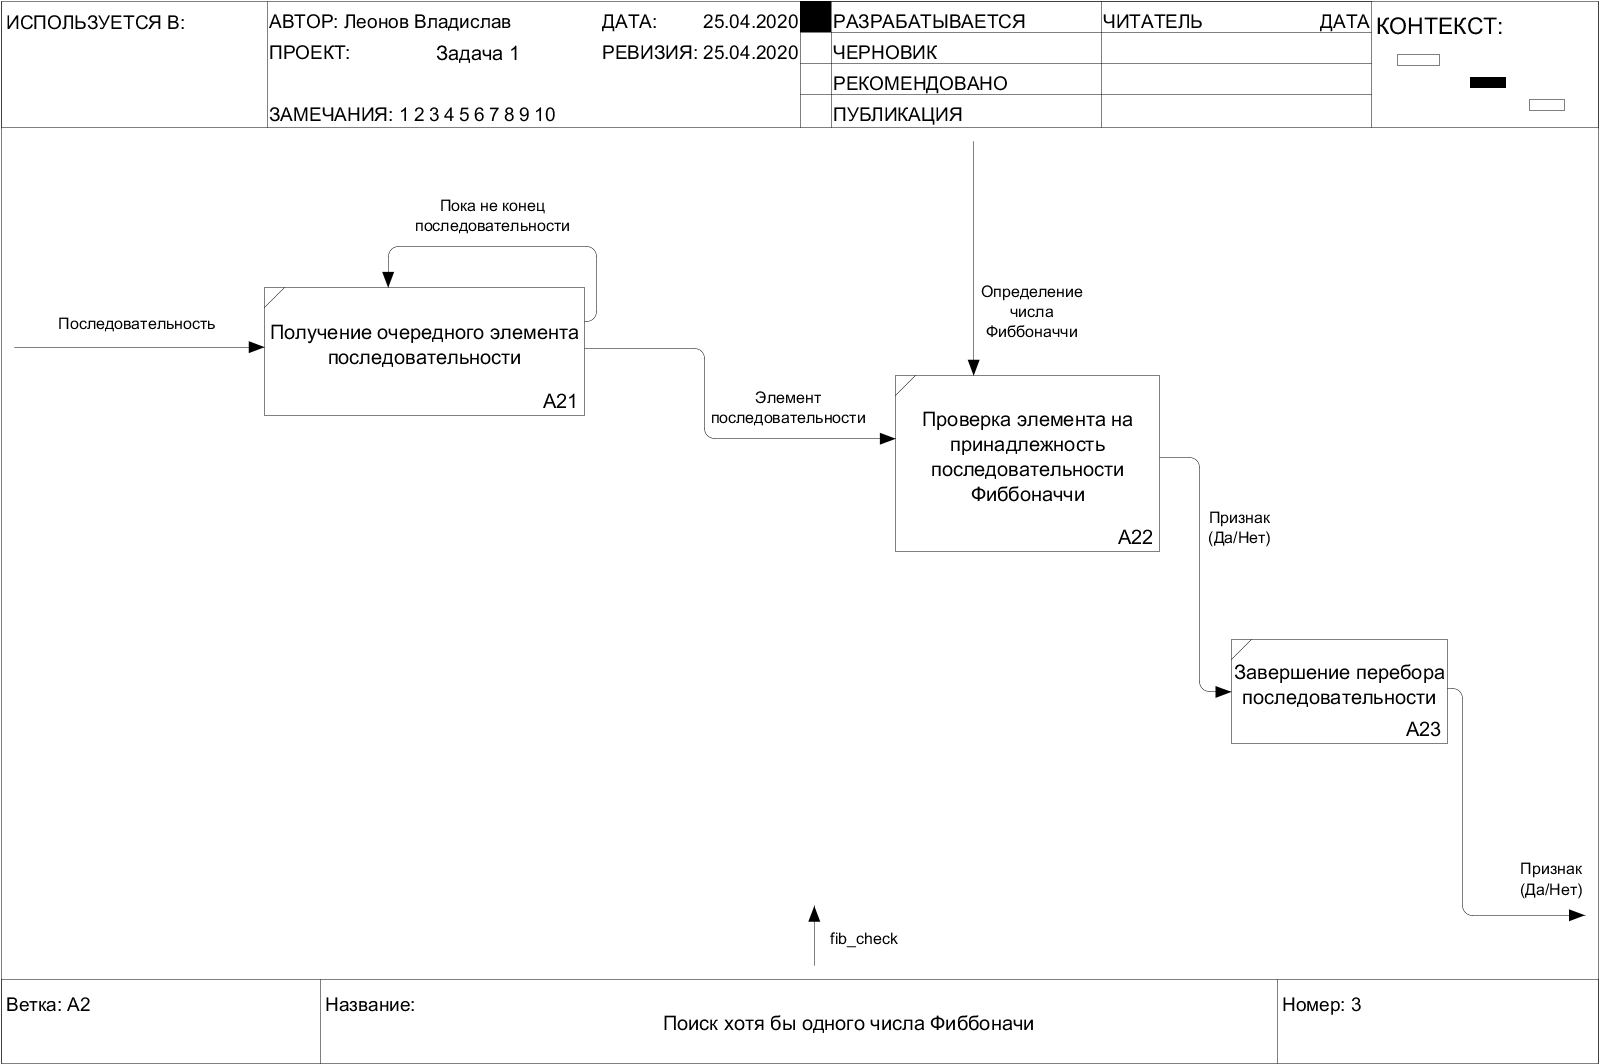 ИСПОЛЬЗУЕТСЯ В:
АВТОР: Леонов Владислав
ДАТА: 25.04.2020
ПРОЕКТ: Задача 1
РЕВИЗИЯ: 25.04.2020
ЗАМЕЧАНИЯ: 1 2 3 4 5 6 7 8 9 10
РАЗРАБАТЫВАЕТСЯ
ЧЕРНОВИК
РЕКОМЕНДОВАНО
ПУБЛИКАЦИЯ
ЧИТАТЕЛЬ ДАТА
КОНТЕКСТ:
Пока не конец
последовательности
Последовательность
Получение очередного элемента
последовательности
A21
Определение
числа
Фиббоначчи
Элемент
последовательности
Проверка элемента на
принадлежность
последовательности
Фиббоначчи
A22
Признак
(Да/Нет)
Завершение перебора
последовательности
A23
Признак
(Да/Нет)
fib_check
Ветка: A2
Название:
Поиск хотя бы одного числа Фиббоначи
Номер: 3